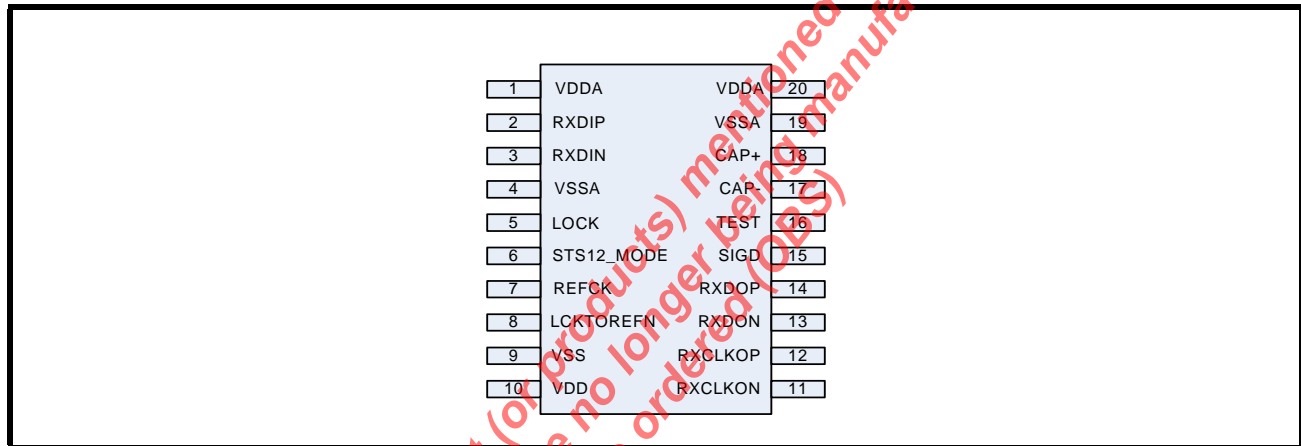 1 VDDA VDDA 20
2 RXDIP VSSA 19
3 RXDIN CAP+ 18
4 VSSA CAP- 17
5 LOCK TEST 16
6 STS12_MODE SIGD 15
7 REFCK RXDOP 14
8 LCKTOREFN RXDON 13
9 VSS RXCLKOP 12
10 VDD RXCLKON 11
(or products) mentioned
no longer being manufa
ordered (OBS)